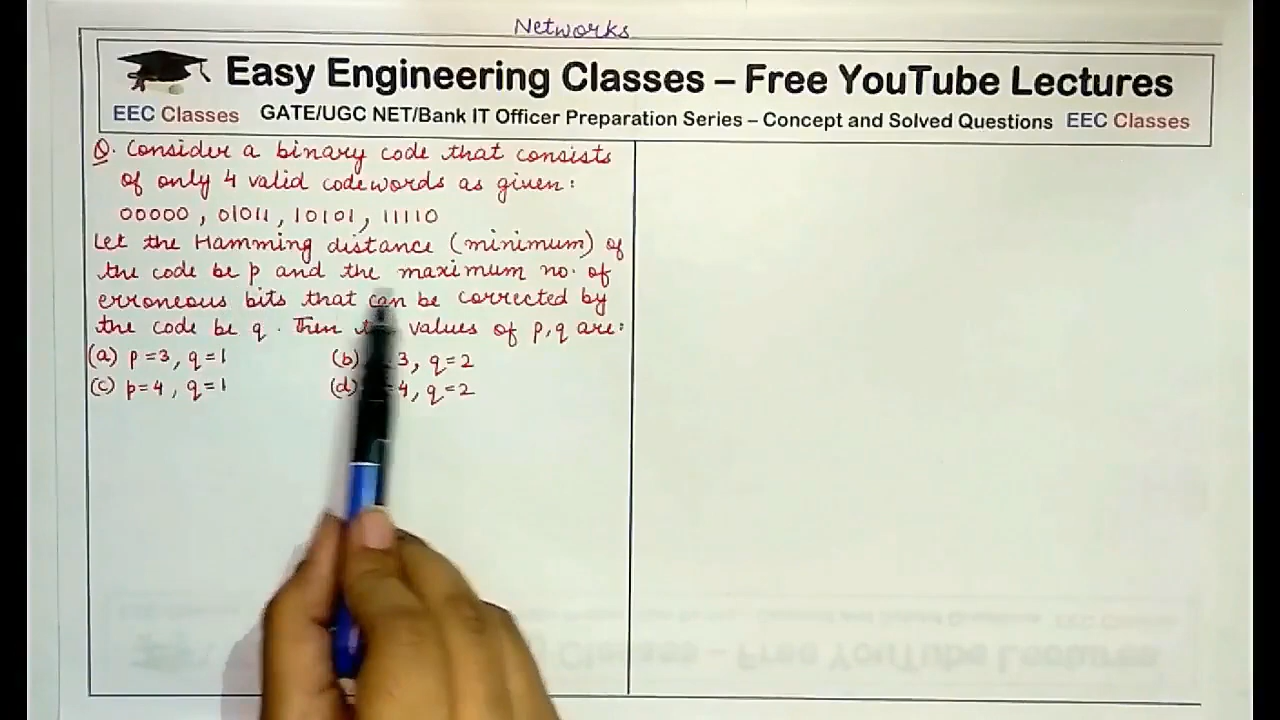 Networks
Easy Engineering Classes – Free YouTube Lectures
EEC Classes GATE/UGC NET/Bank IT Officer Preparation Series – Concept and Solved Questions EEC Classes
Q. Consider a binary code that consists
of only 4 valid codewords as given:
00000, 01011, 10101, 11110
Let the Hamming distance (minimum) of
the code be p and the maximum no. of
erroneous bits that can be corrected by
the code be q. Then values of p,q are:
(a) p=3, q=1 (b) 3, q=2
(c) p=4, q=1 (d) =4, q=2